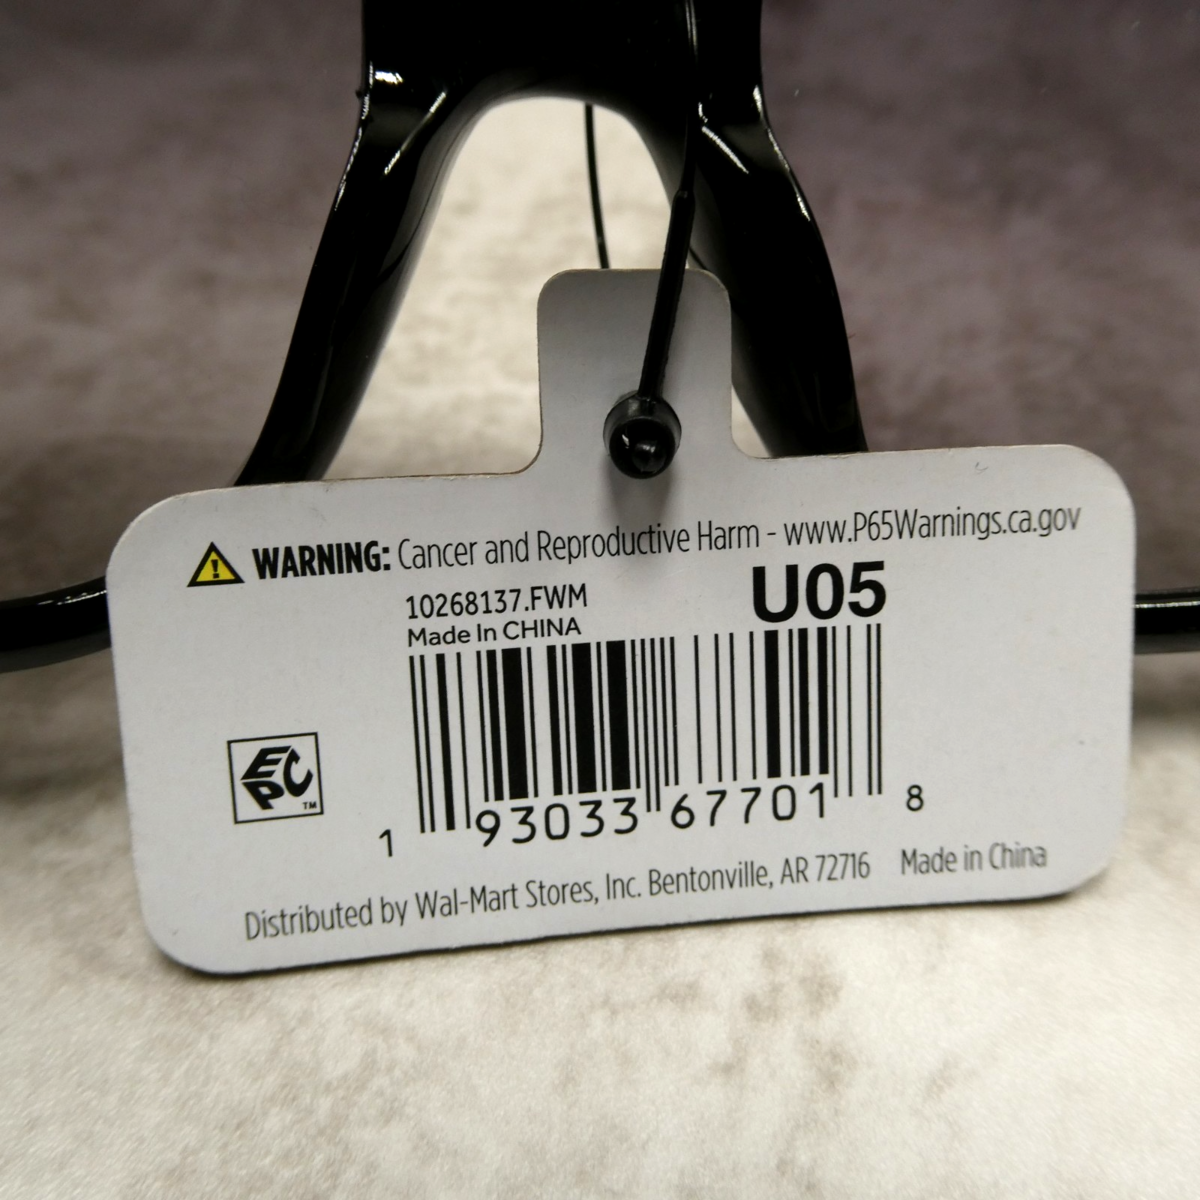 WARNING: Cancer and Reproductive Harm - www.P65Warnings.ca.gov
10268137.FWM
U05
Made In CHINA
EPC TM
1 93033 67701 8
Distributed by Wal-Mart Stores, Inc. Bentonville, AR 72716 Made in China